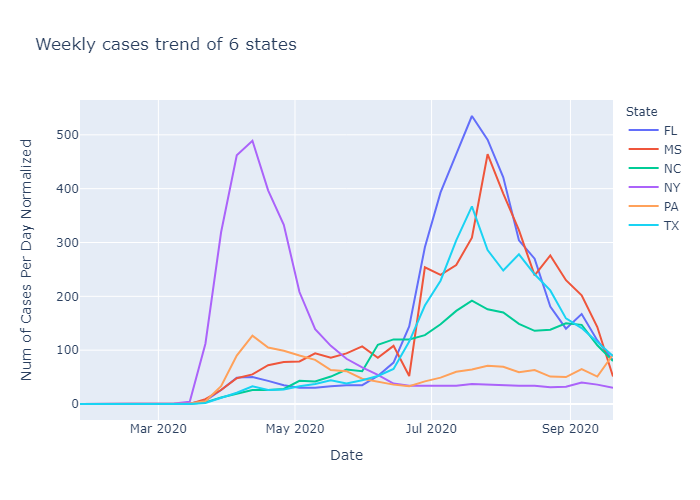 Weekly cases trend of 6 states
Num of Cases Per Day Normalized
500
400
300
200
100
0
Mar 2020
May 2020
Jul 2020
Sep 2020
Date
State
FL
MS
NC
NY
PA
TX